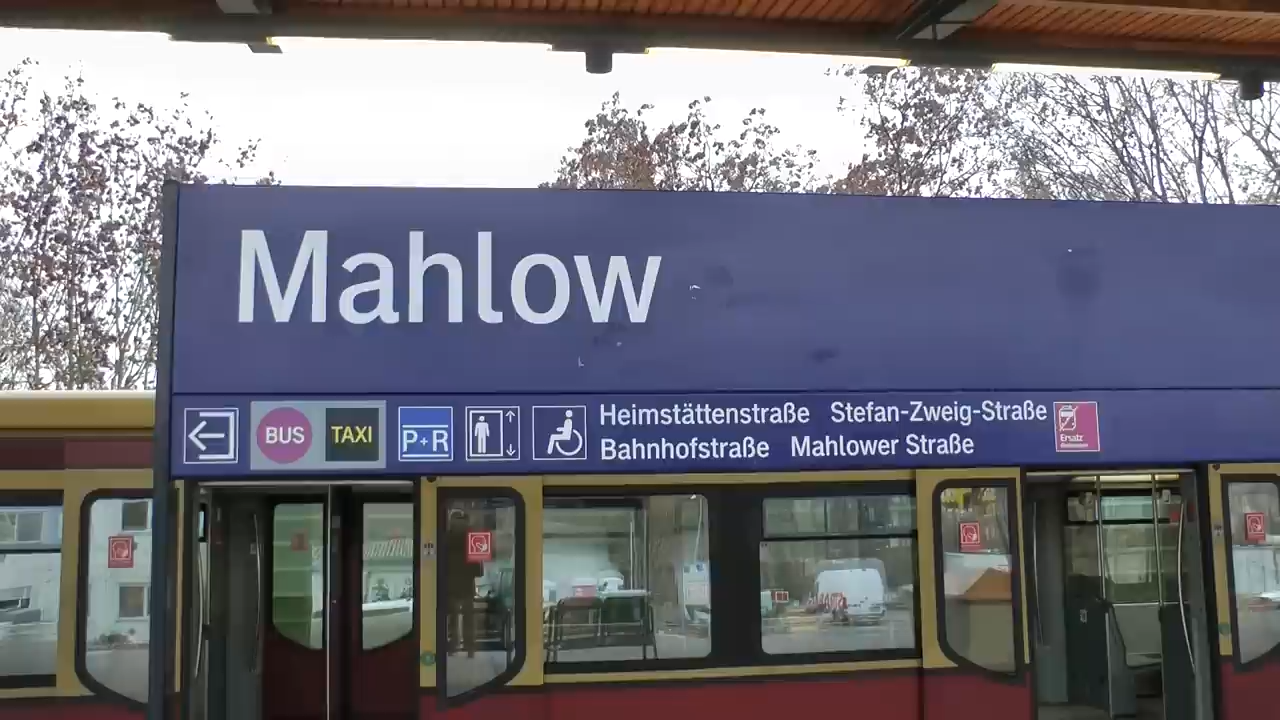 Mahlow
BUS TAXI P+R Heimstättenstraße Stefan-Zweig-Straße
Bahnhofstraße Mahlower Straße
Ersatz